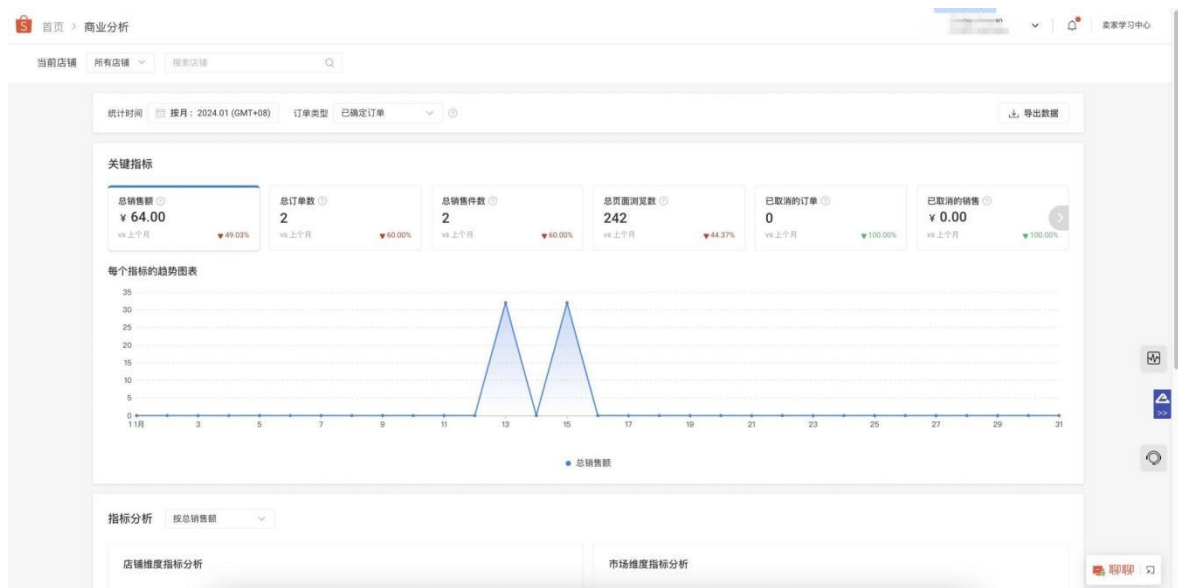 首页 > 商业分析
卖家学习中心
当前店铺 所有店铺 搜索店铺
统计时间 按月: 2024.01 (GMT+08) 订单类型 已确定订单
导出数据
关键指标
总销售额
¥ 64.00
vs 上个月 ▼49.03%
总订单数
2
vs 上个月 ▼60.00%
总销售件数
2
vs 上个月 ▼60.00%
总页面浏览数
242
vs 上个月 ▼44.37%
已取消的订单
0
vs 上个月 ▼100.00%
已取消的销售
¥ 0.00
vs 上个月 ▼100.00%
每个指标的趋势图表
35
30
25
20
15
10
5
0
1 1月 3 5 7 9 11 13 15 17 19 21 23 25 27 29 31
总销售额
指标分析 按总销售额
店铺维度指标分析
市场维度指标分析
聊聊